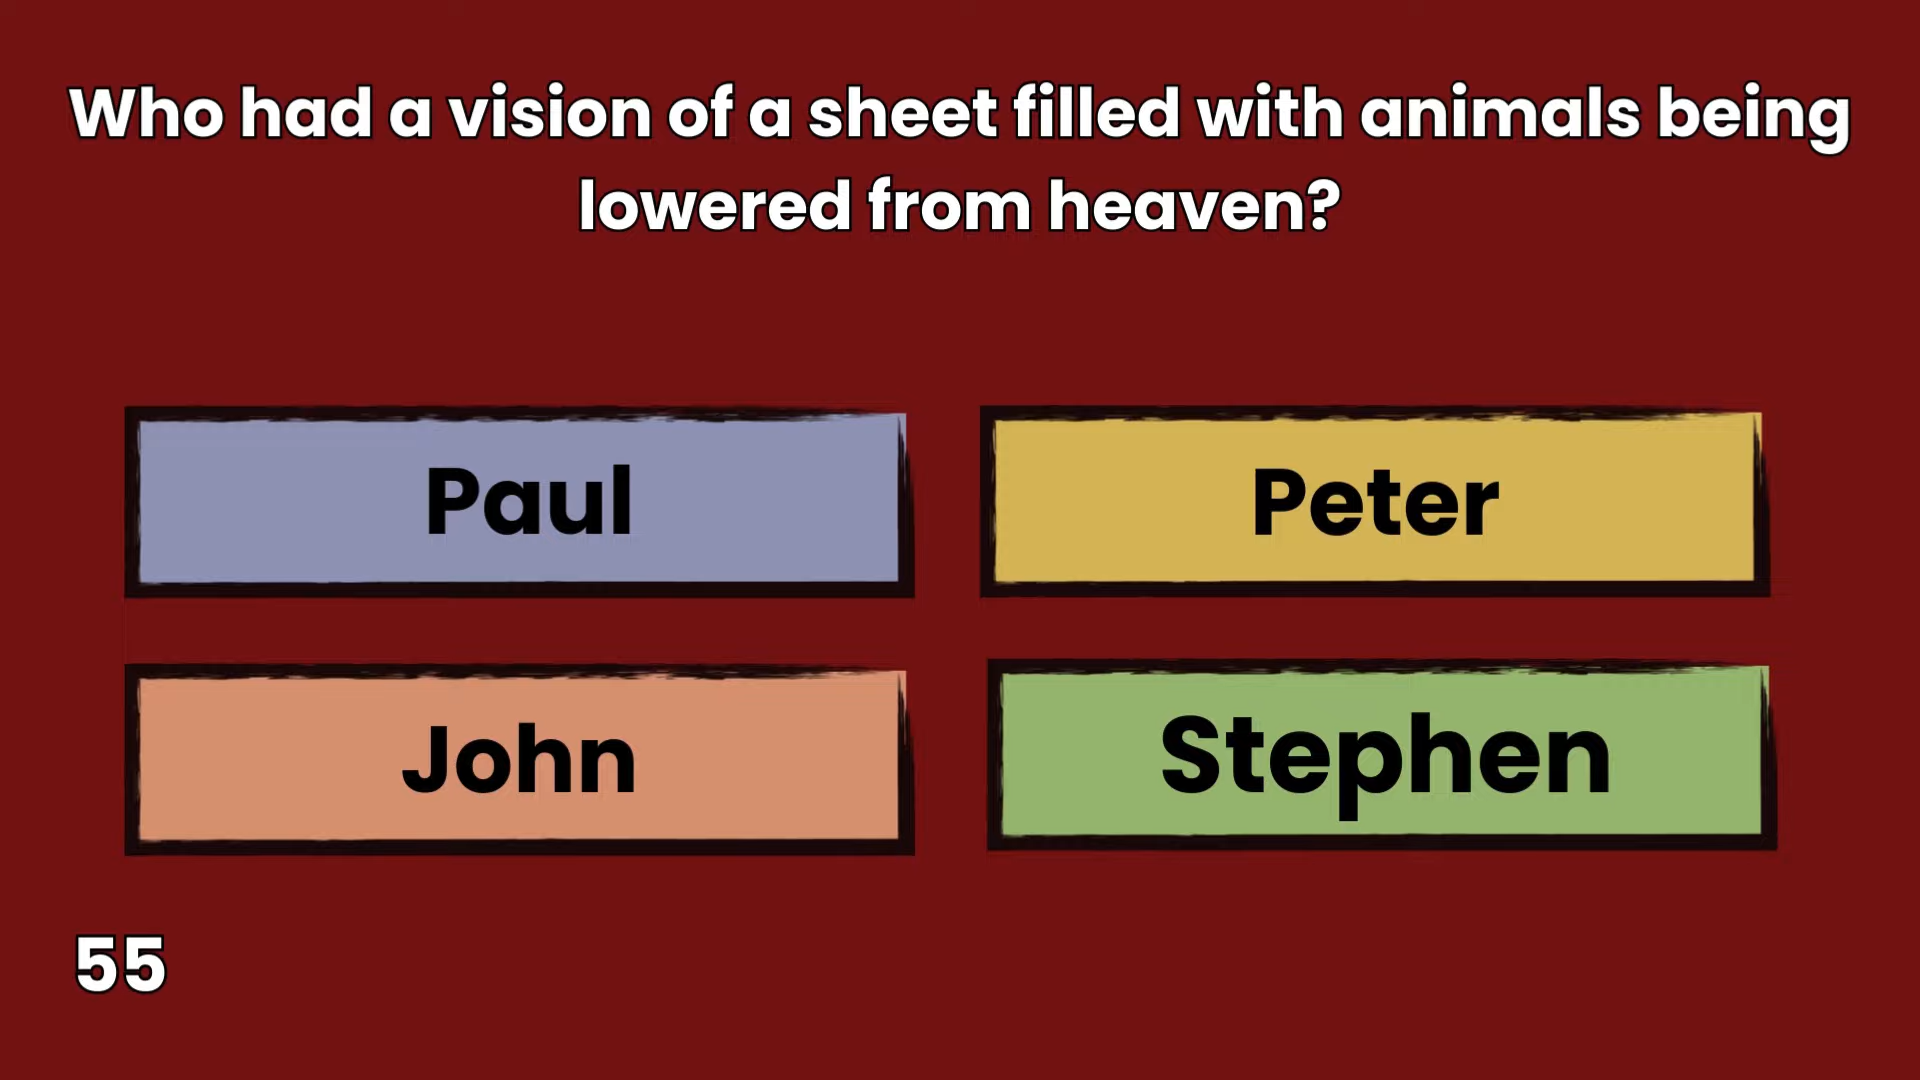 Who had a vision of a sheet filled with animals being
lowered from heaven?
Paul
Peter
John
Stephen
55